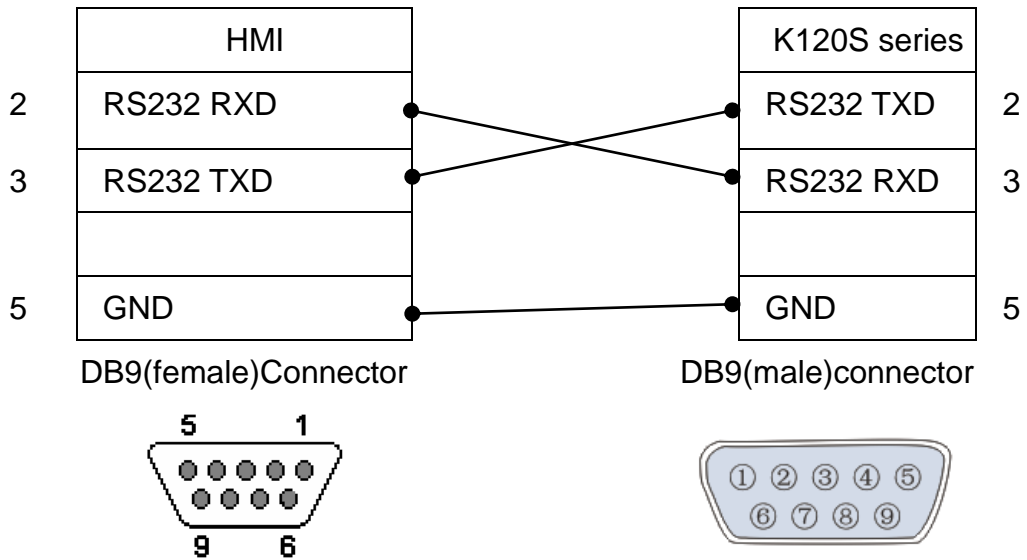 HMI K120S series
2 RS232 RXD RS232 TXD 2
3 RS232 TXD RS232 RXD 3
5 GND GND 5
DB9(female)Connector DB9(male)connector
5 1
① ② ③ ④ ⑤
⑥ ⑦ ⑧ ⑨
9 6